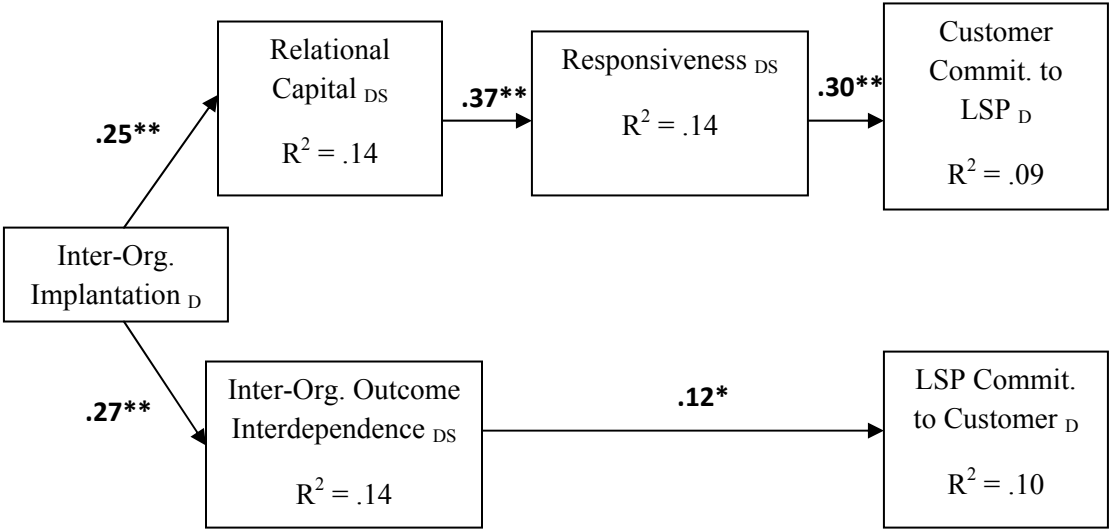 Relational
Capital DS
R² = .14
Responsiveness DS
R² = .14
Customer
Commit. to
LSP D
R² = .09
.25**
.37**
.30**
Inter-Org.
Implantation D
.27**
Inter-Org. Outcome
Interdependence DS
R² = .14
.12*
LSP Commit.
to Customer D
R² = .10